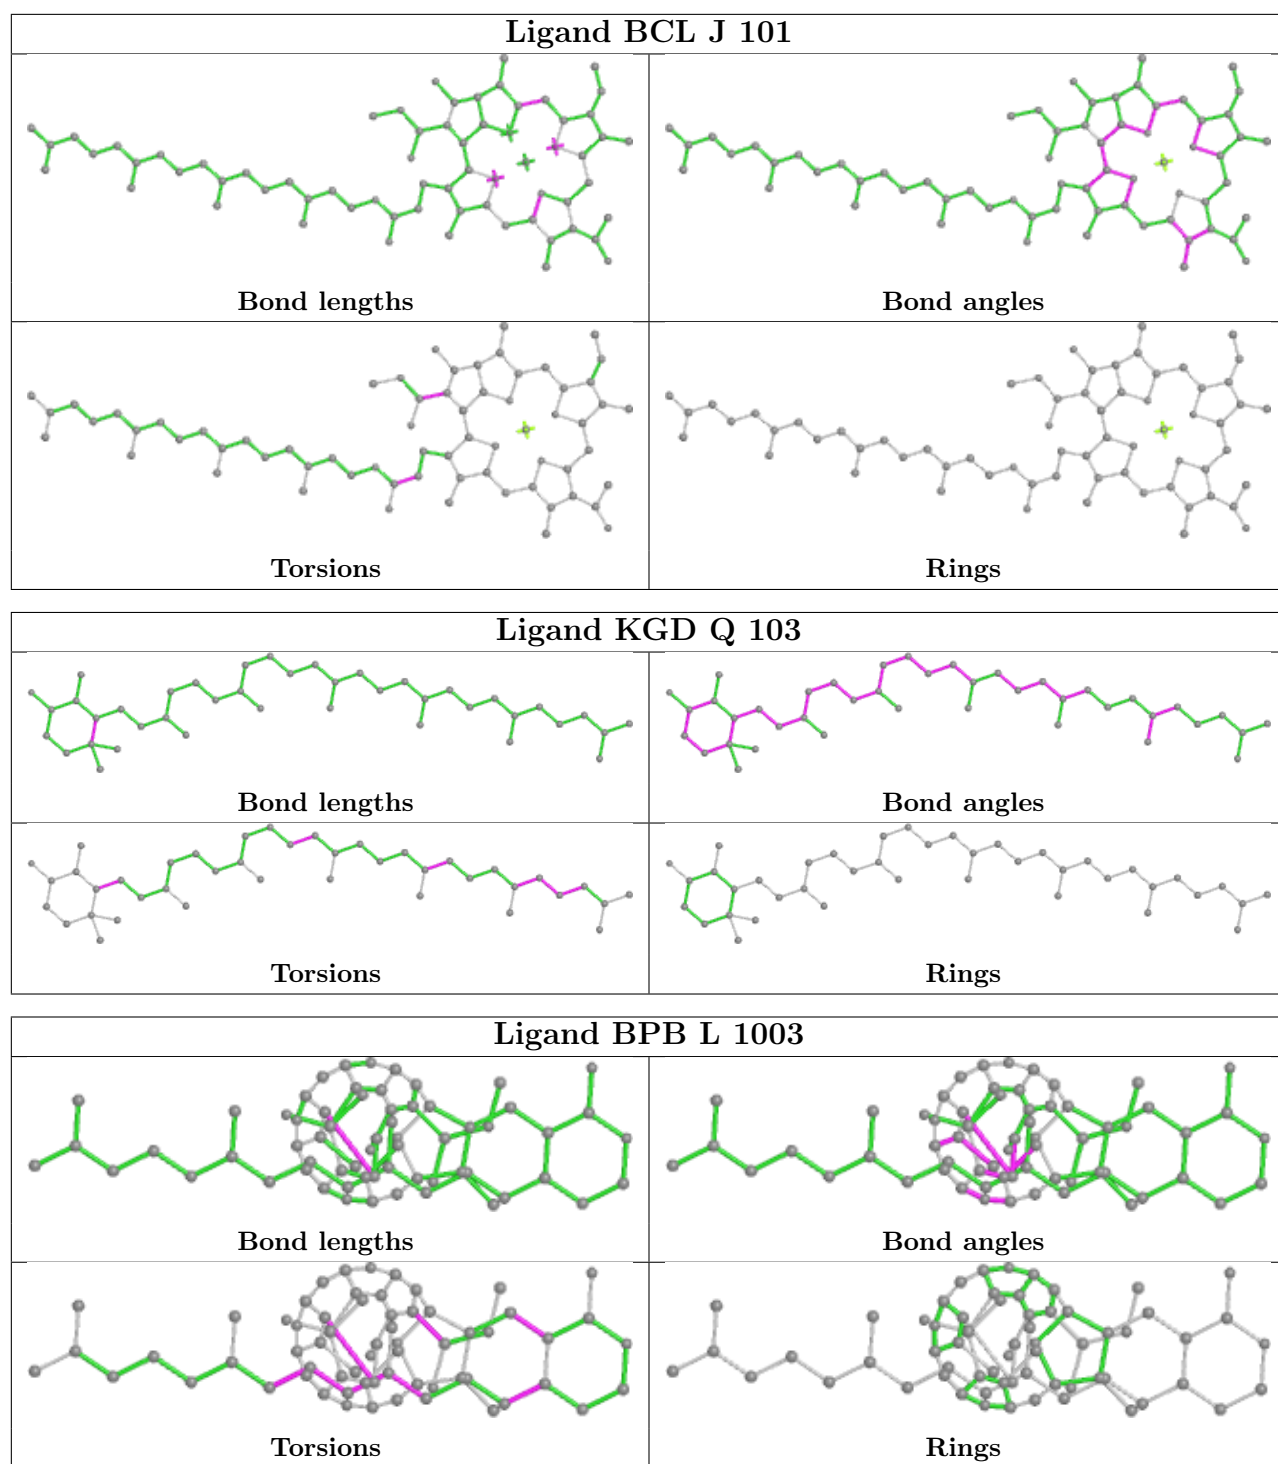 Ligand BCL J 101
Bond lengths
Bond angles
Torsions
Rings
Ligand KGD Q 103
Bond lengths
Bond angles
Torsions
Rings
Ligand BPB L 1003
Bond lengths
Bond angles
Torsions
Rings